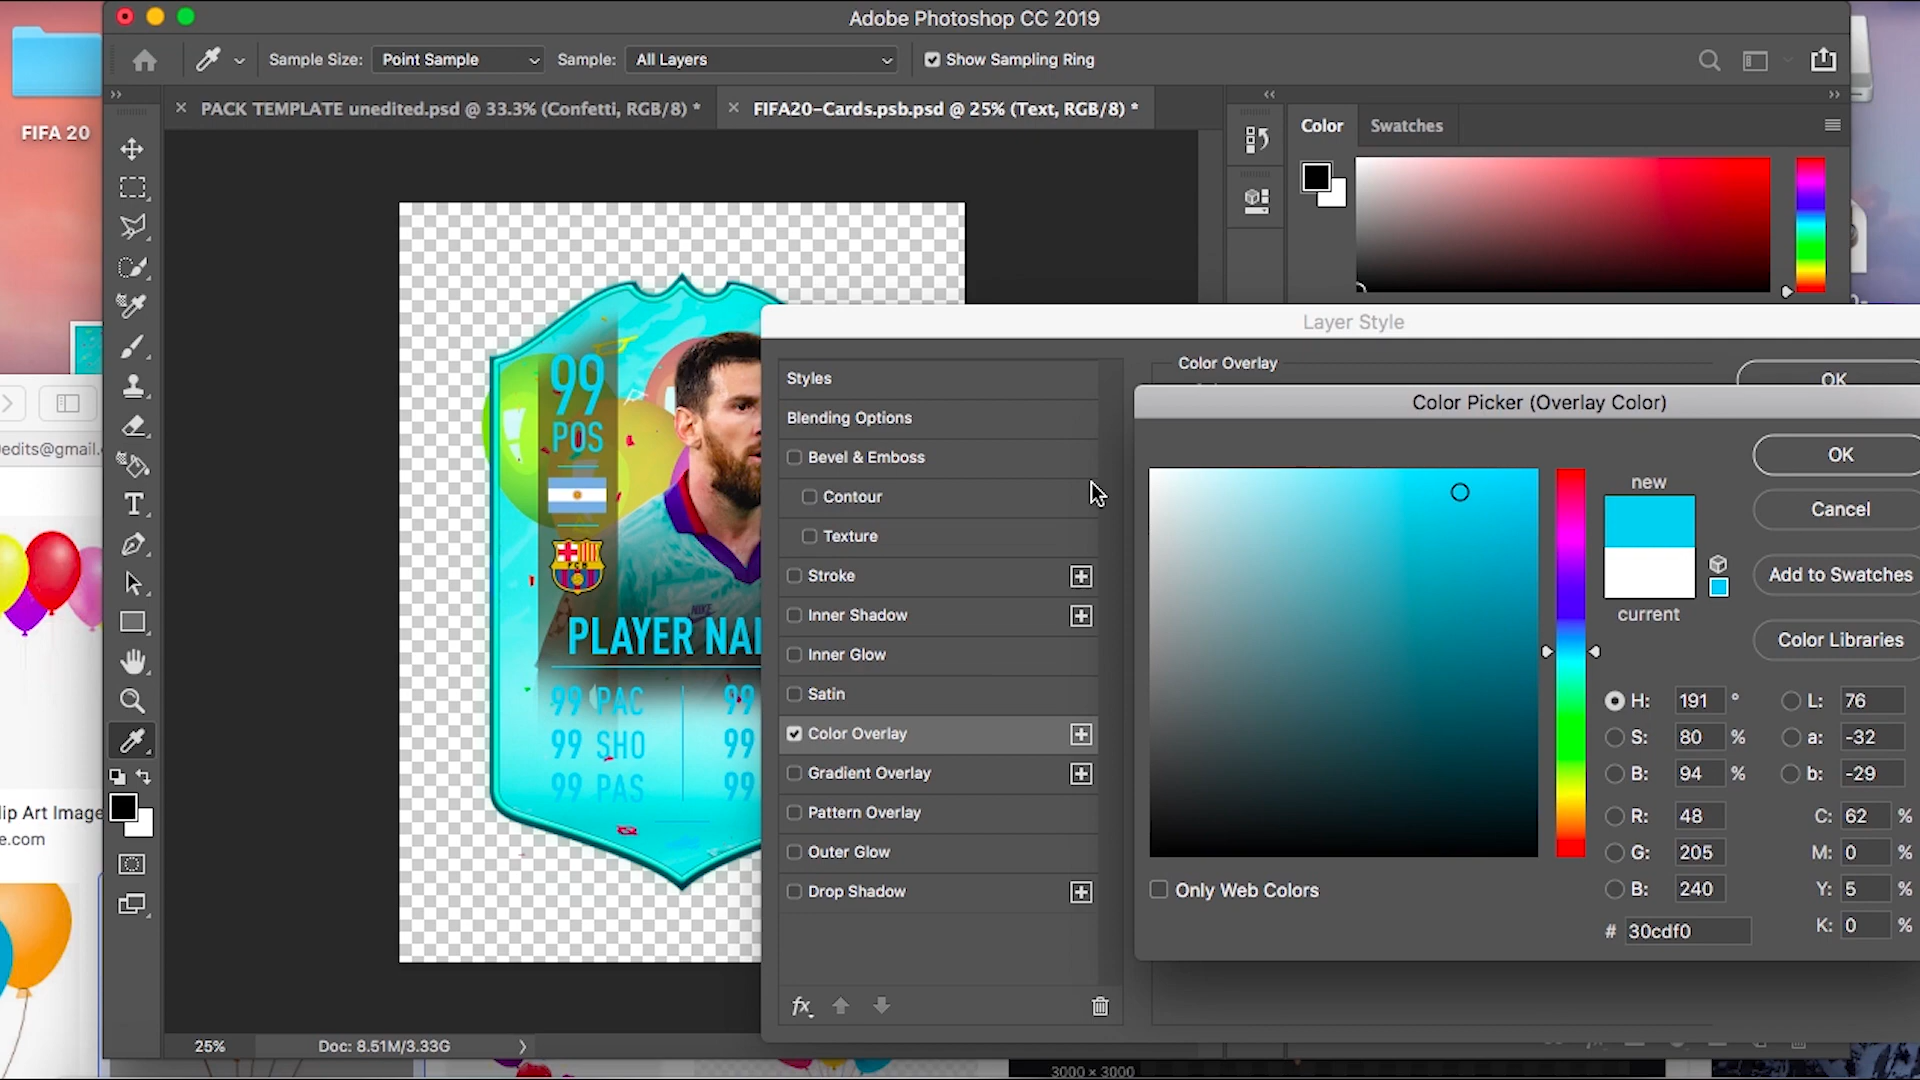 Adobe Photoshop CC 2019
Sample Size: Point Sample Sample: All Layers Show Sampling Ring
PACK TEMPLATE unedited.psd @ 33.3% (Confetti, RGB/8) *
FIFA20-Cards.psb.psd @ 25% (Text, RGB/8) *
FIFA 20
Color Swatches
Layer Style
Styles
Blending Options
Bevel & Emboss
Contour
Texture
Stroke
Inner Shadow
Inner Glow
Satin
Color Overlay
Gradient Overlay
Pattern Overlay
Outer Glow
Drop Shadow
fx
Color Overlay
OK
Color Picker (Overlay Color)
new
current
OK
Cancel
Add to Swatches
Color Libraries
H: 191 °
S: 80 %
B: 94 %
R: 48
G: 205
B: 240
# 30cdf0
L: 76
a: -32
b: -29
C: 62 %
M: 0 %
Y: 5 %
K: 0 %
Only Web Colors
99
POS
FCB
NIKE
PLAYER NA
99 PAC 99
99 SHO 99
99 PAS 99
edits@gmail.
lip Art Image
e.com
25% Doc: 8.51M/3.33G
3000 × 3000